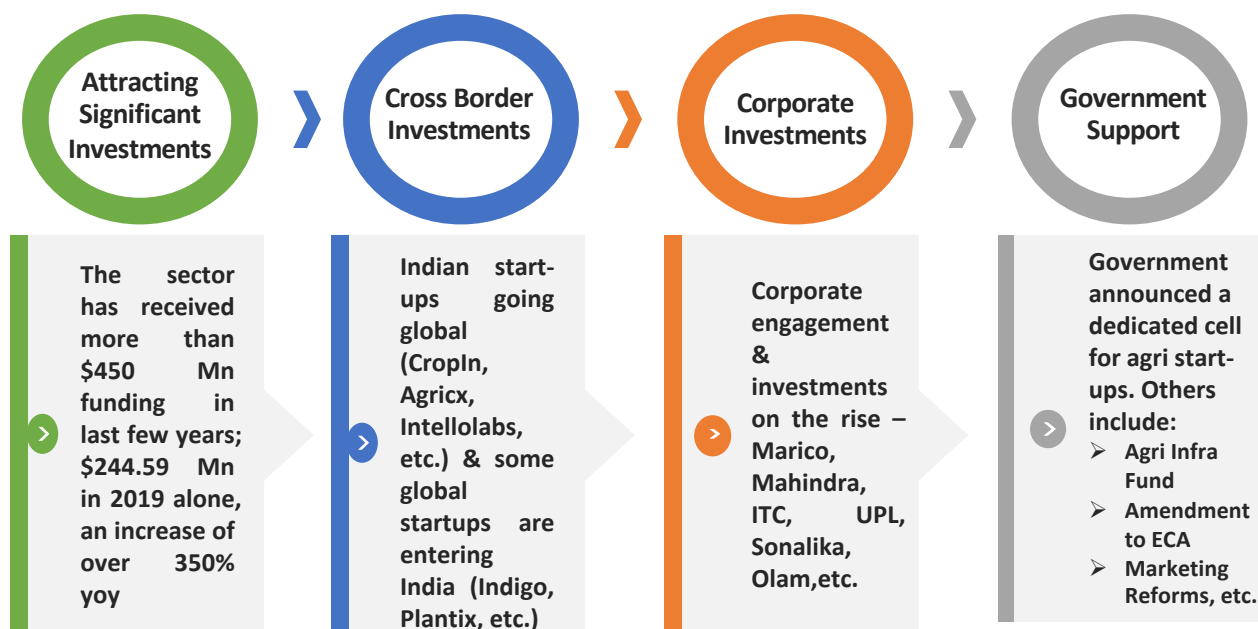 Attracting
Significant
Investments
Cross Border
Investments
Corporate
Investments
Government
Support
The sector
has received
more than
$450 Mn
funding in
last few years;
$244.59 Mn
in 2019 alone,
an increase of
over 350%
yoy
Indian start-
ups going
global
(CropIn,
Agricx,
Intellolabs,
etc.) & some
global
startups are
entering
India (Indigo,
Plantix, etc.)
Corporate
engagement
&
investments
on the rise –
Marico,
Mahindra,
ITC, UPL,
Sonalika,
Olam,etc.
Government
announced a
dedicated cell
for agri start-
ups. Others
include:
➢ Agri Infra
Fund
➢ Amendment
to ECA
➢ Marketing
Reforms, etc.